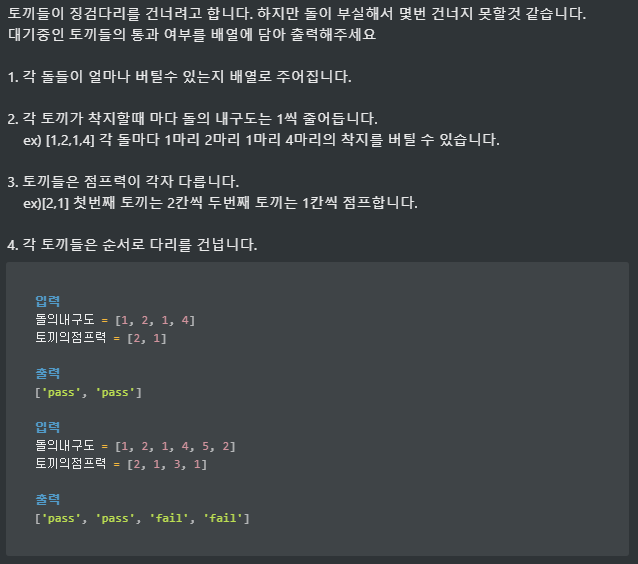 토끼들이 징검다리를 건너려고 합니다. 하지만 돌이 부실해서 몇번 건너지 못할것 같습니다.
대기중인 토끼들의 통과 여부를 배열에 담아 출력해주세요
1. 각 돌들이 얼마나 버틸수 있는지 배열로 주어집니다.
2. 각 토끼가 착지할때 마다 돌의 내구도는 1씩 줄어듭니다.
ex) [1,2,1,4] 각 돌마다 1마리 2마리 1마리 4마리의 착지를 버틸 수 있습니다.
3. 토끼들은 점프력이 각자 다릅니다.
ex)[2,1] 첫번째 토끼는 2칸씩 두번째 토끼는 1칸씩 점프합니다.
4. 각 토끼들은 순서로 다리를 건넙니다.
입력
돌의내구도 = [1, 2, 1, 4]
토끼의점프력 = [2, 1]
출력
['pass', 'pass']
입력
돌의내구도 = [1, 2, 1, 4, 5, 2]
토끼의점프력 = [2, 1, 3, 1]
출력
['pass', 'pass', 'fail', 'fail']